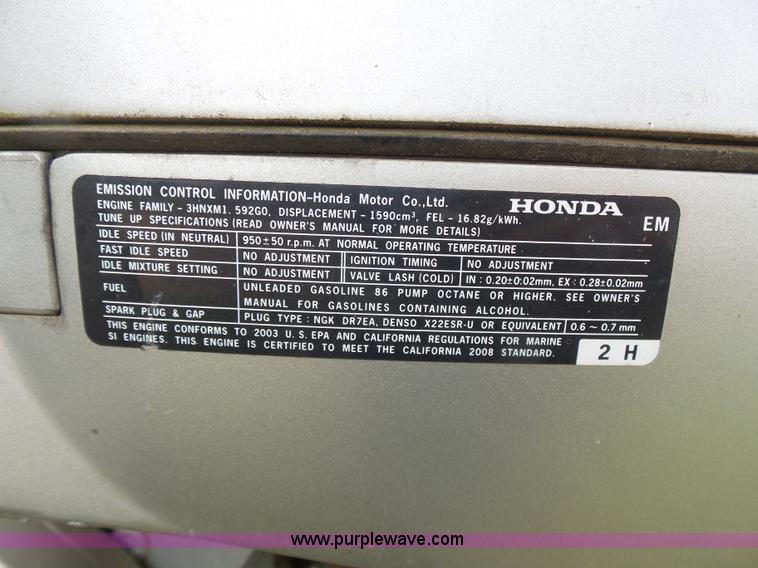 EMISSION CONTROL INFORMATION-Honda Motor Co.,Ltd. HONDA
ENGINE FAMILY - 3HNXM1. 592G0, DISPLACEMENT - 1590cm³, FEL - 16.82g/kWh. EM
TUNE UP SPECIFICATIONS (READ OWNER'S MANUAL FOR MORE DETAILS)
IDLE SPEED (IN NEUTRAL) 950±50 r.p.m. AT NORMAL OPERATING TEMPERATURE
FAST IDLE SPEED NO ADJUSTMENT IGNITION TIMING NO ADJUSTMENT
IDLE MIXTURE SETTING NO ADJUSTMENT VALVE LASH (COLD) IN : 0.20±0.02mm, EX : 0.28±0.02mm
FUEL UNLEADED GASOLINE 86 PUMP OCTANE OR HIGHER. SEE OWNER'S
MANUAL FOR GASOLINES CONTAINING ALCOHOL.
SPARK PLUG & GAP PLUG TYPE : NGK DR7EA, DENSO X22ESR-U OR EQUIVALENT 0.6 ~ 0.7 mm
THIS ENGINE CONFORMS TO 2003 U.S. EPA AND CALIFORNIA REGULATIONS FOR MARINE
SI ENGINES. THIS ENGINE IS CERTIFIED TO MEET THE CALIFORNIA 2008 STANDARD. 2 H
www.purplewave.com